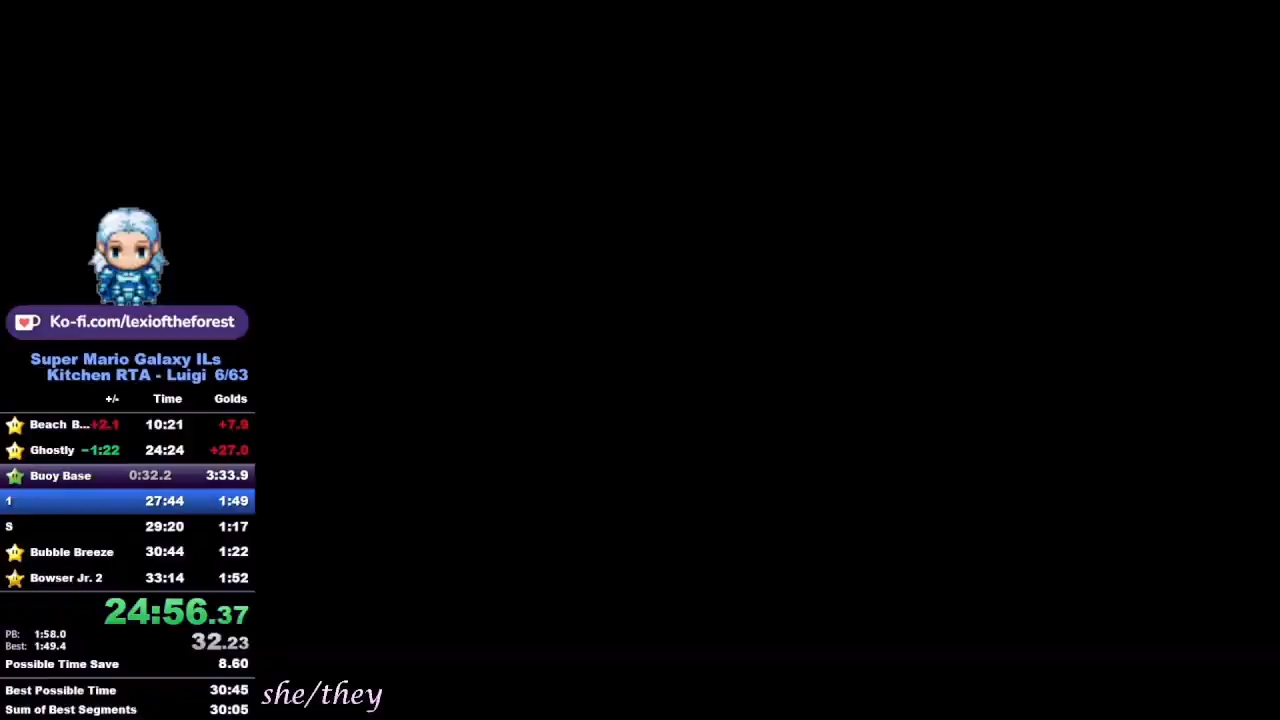 Ko-fi.com/lexioftheforest
Super Mario Galaxy ILs
Kitchen RTA - Luigi 6/63
+/- Time Golds
Beach B... +2.1 10:21 +7.9
Ghostly −1:22 24:24 +27.0
Buoy Base 0:32.2 3:33.9
1 27:44 1:49
S 29:20 1:17
Bubble Breeze 30:44 1:22
Bowser Jr. 2 33:14 1:52
24:56.37
PB: 1:58.0
Best: 1:49.4
32.23
Possible Time Save 8.60
Best Possible Time 30:45
Sum of Best Segments 30:05
she/they